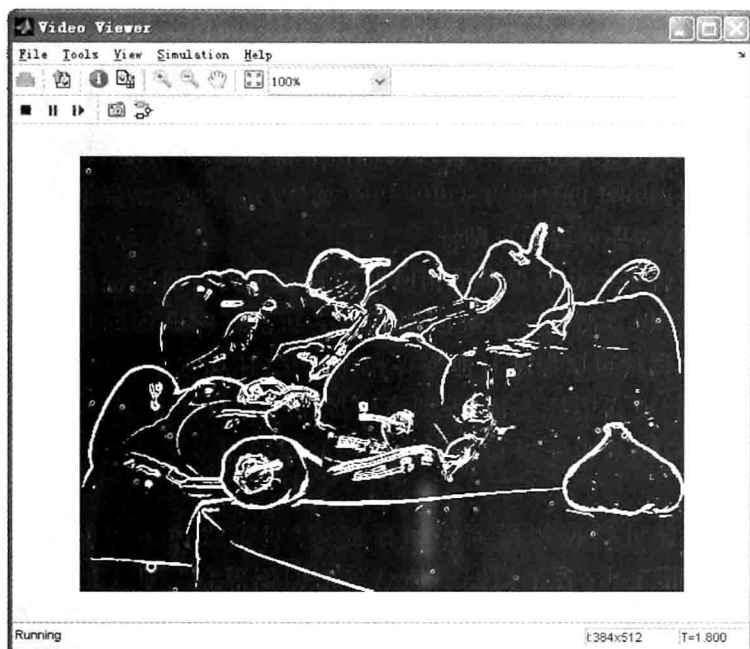 Video Viewer
File Tools View Simulation Help
100%
Running
I:384x512 T=1.800